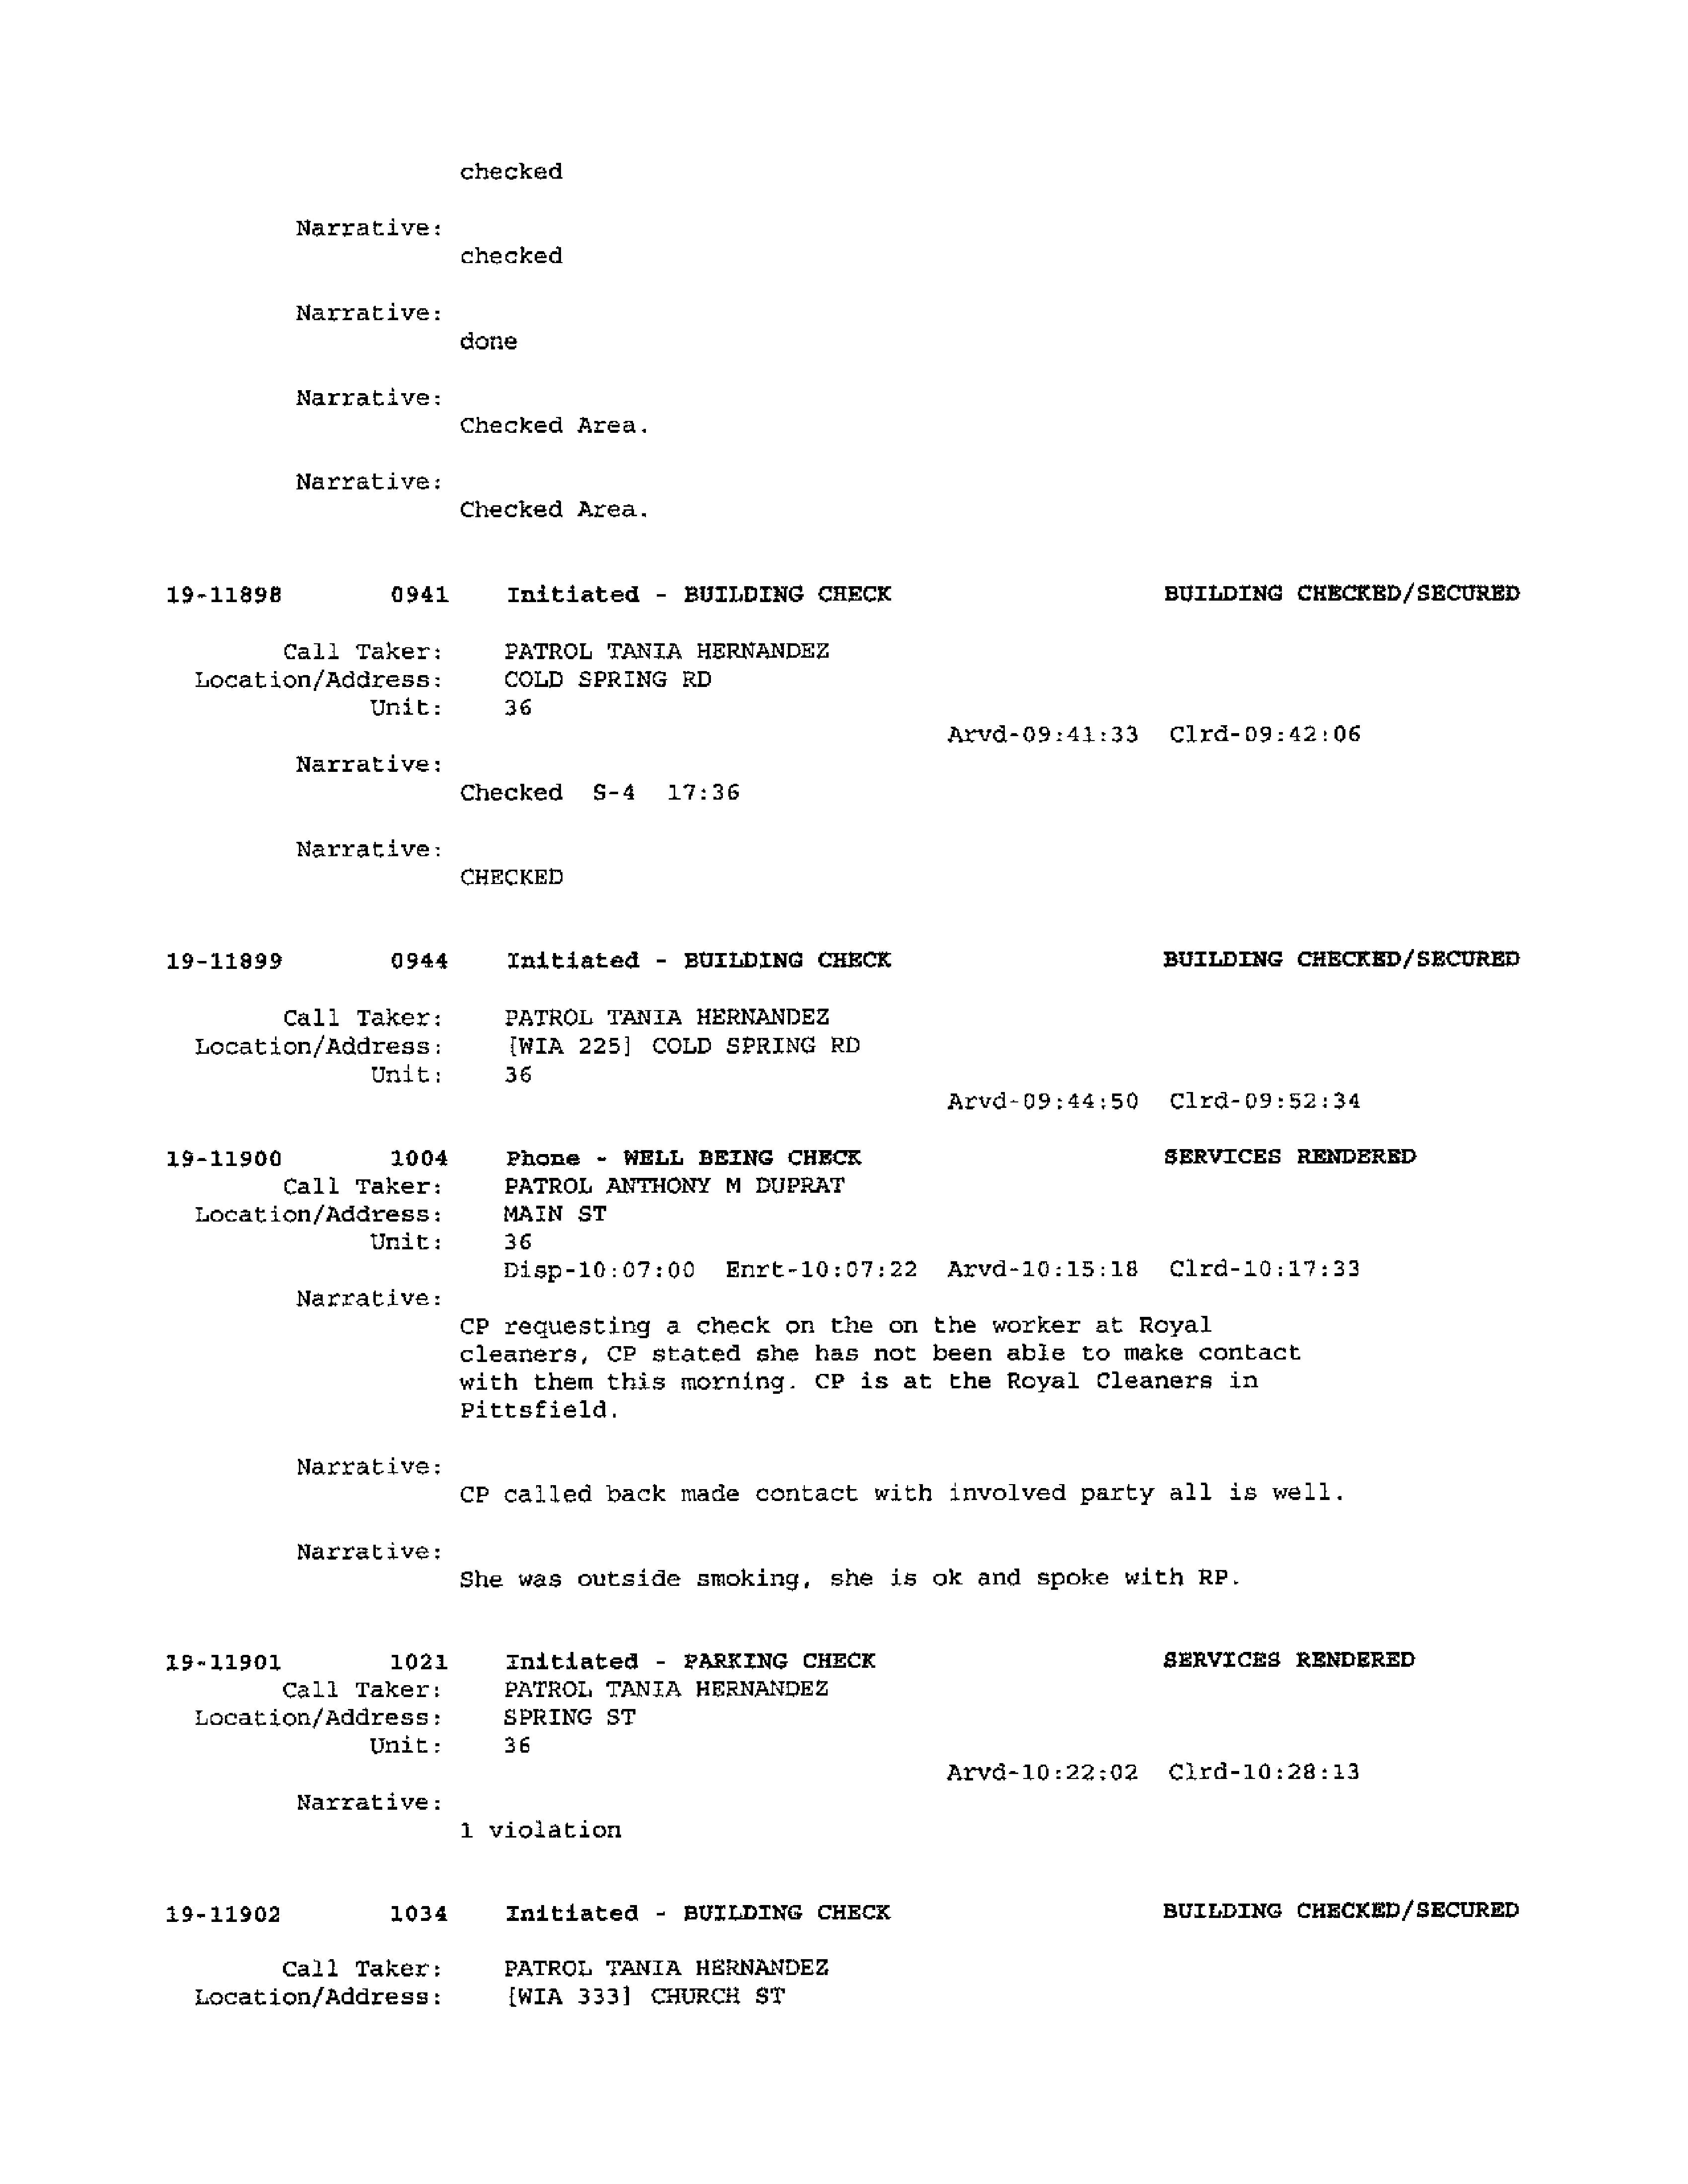 checked
Narrative:
checked
Narrative:
done
Narrative:
Checked Area.
Narrative:
Checked Area.
19-11898 0941 Initiated - BUILDING CHECK BUILDING CHECKED/SECURED
Call Taker: PATROL TANIA HERNANDEZ
Location/Address: COLD SPRING RD
Unit: 36
Arvd-09:41:33 Clrd-09:42:06
Narrative:
Checked S-4 17:36
Narrative:
CHECKED
19-11899 0944 Initiated - BUILDING CHECK BUILDING CHECKED/SECURED
Call Taker: PATROL TANIA HERNANDEZ
Location/Address: [WIA 225] COLD SPRING RD
Unit: 36
Arvd-09:44:50 Clrd-09:52:34
19-11900 1004 Phone - WELL BEING CHECK SERVICES RENDERED
Call Taker: PATROL ANTHONY M DUPRAT
Location/Address: MAIN ST
Unit: 36
Disp-10:07:00 Enrt-10:07:22 Arvd-10:15:18 Clrd-10:17:33
Narrative:
CP requesting a check on the on the worker at Royal
cleaners, CP stated she has not been able to make contact
with them this morning. CP is at the Royal Cleaners in
Pittsfield.
Narrative:
CP called back made contact with involved party all is well.
Narrative:
She was outside smoking, she is ok and spoke with RP.
19-11901 1021 Initiated - PARKING CHECK SERVICES RENDERED
Call Taker: PATROL TANIA HERNANDEZ
Location/Address: SPRING ST
Unit: 36
Arvd-10:22:02 Clrd-10:28:13
Narrative:
1 violation
19-11902 1034 Initiated - BUILDING CHECK BUILDING CHECKED/SECURED
Call Taker: PATROL TANIA HERNANDEZ
Location/Address: [WIA 333] CHURCH ST